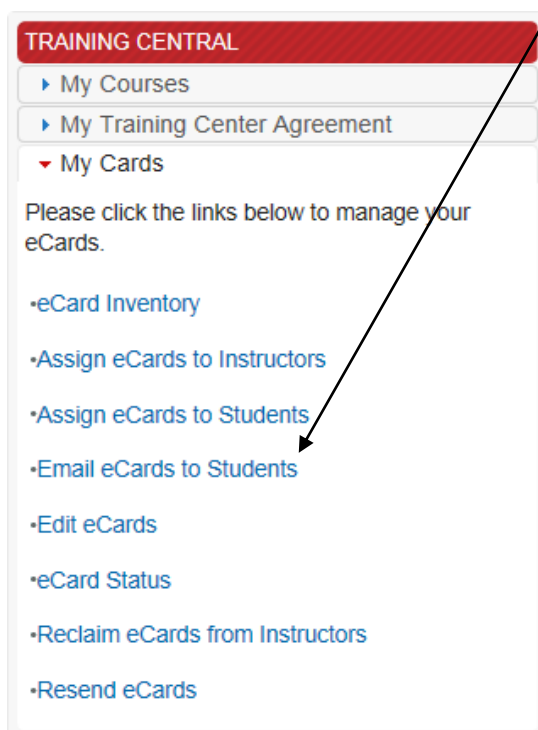 TRAINING CENTRAL
My Courses
My Training Center Agreement
My Cards
Please click the links below to manage your
eCards.
•eCard Inventory
•Assign eCards to Instructors
•Assign eCards to Students
•Email eCards to Students
•Edit eCards
•eCard Status
•Reclaim eCards from Instructors
•Resend eCards